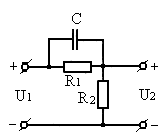 C
+ +
R1
U1 R2 U2
− −